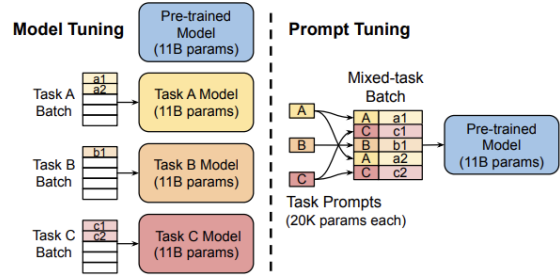 Model Tuning
Pre-trained
Model
(11B params)
Task A
Batch
a1
a2
Task A Model
(11B params)
Task B
Batch
b1
Task B Model
(11B params)
Task C
Batch
c1
c2
Task C Model
(11B params)
Prompt Tuning
Mixed-task
Batch
A
B
C
A a1
C c1
B b1
A a2
C c2
Pre-trained
Model
(11B params)
Task Prompts
(20K params each)